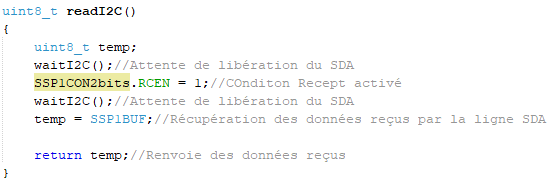 uint8_t readI2C()
{
uint8_t temp;
waitI2C();//Attente de libération du SDA
SSP1CON2bits.RCEN = 1;//COnditon Recept activé
waitI2C();//Attente de libération du SDA
temp = SSP1BUF;//Récupération des données reçus par la ligne SDA
return temp;//Renvoie des données reçus
}